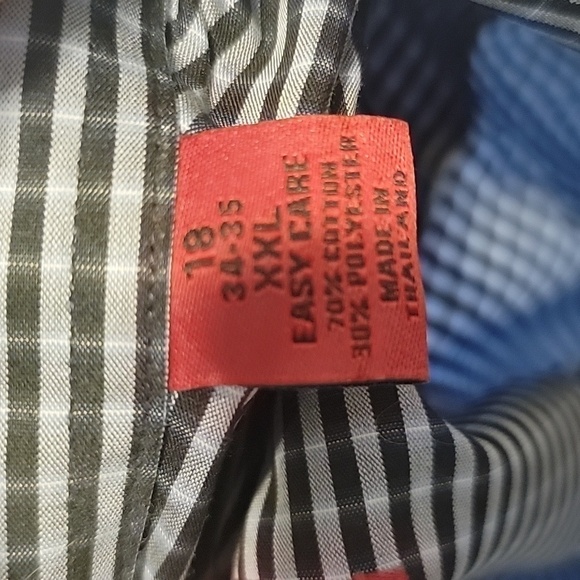 18
34-35
XXL
EASY CARE
70% COTTON
30% POLYESTER
MADE IN
THAILAND